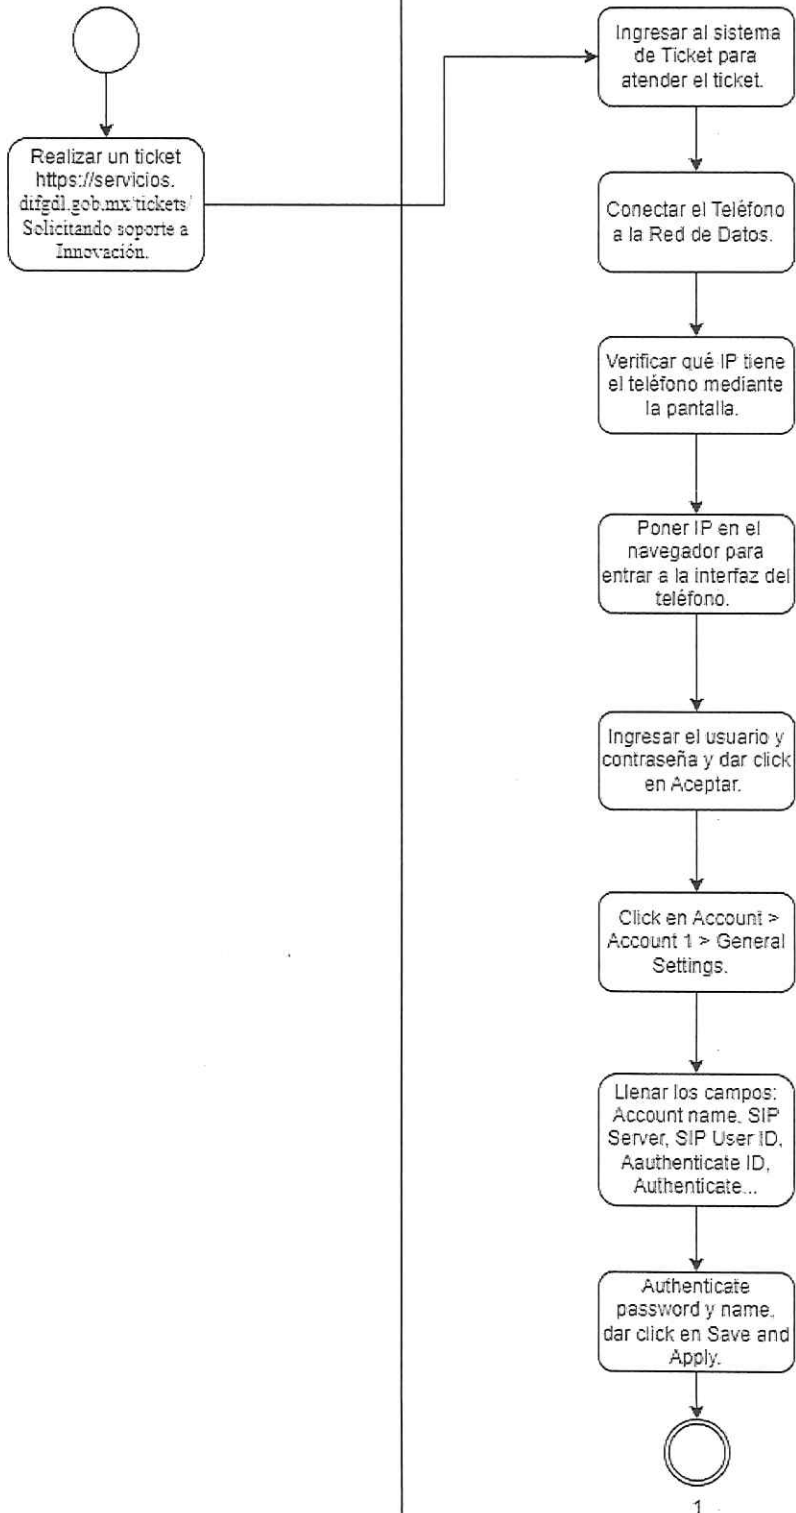 Realizar un ticket
https://servicios.
difgdl.gob.mx/tickets/
Solicitando soporte a
Innovación.
Ingresar al sistema
de Ticket para
atender el ticket.
Conectar el Teléfono
a la Red de Datos.
Verificar qué IP tiene
el teléfono mediante
la pantalla.
Poner IP en el
navegador para
entrar a la interfaz del
teléfono.
Ingresar el usuario y
contraseña y dar click
en Aceptar.
Click en Account >
Account 1 > General
Settings.
Llenar los campos:
Account name, SIP
Server, SIP User ID,
Aauthenticate ID,
Authenticate...
Authenticate
password y name,
dar click en Save and
Apply.
1